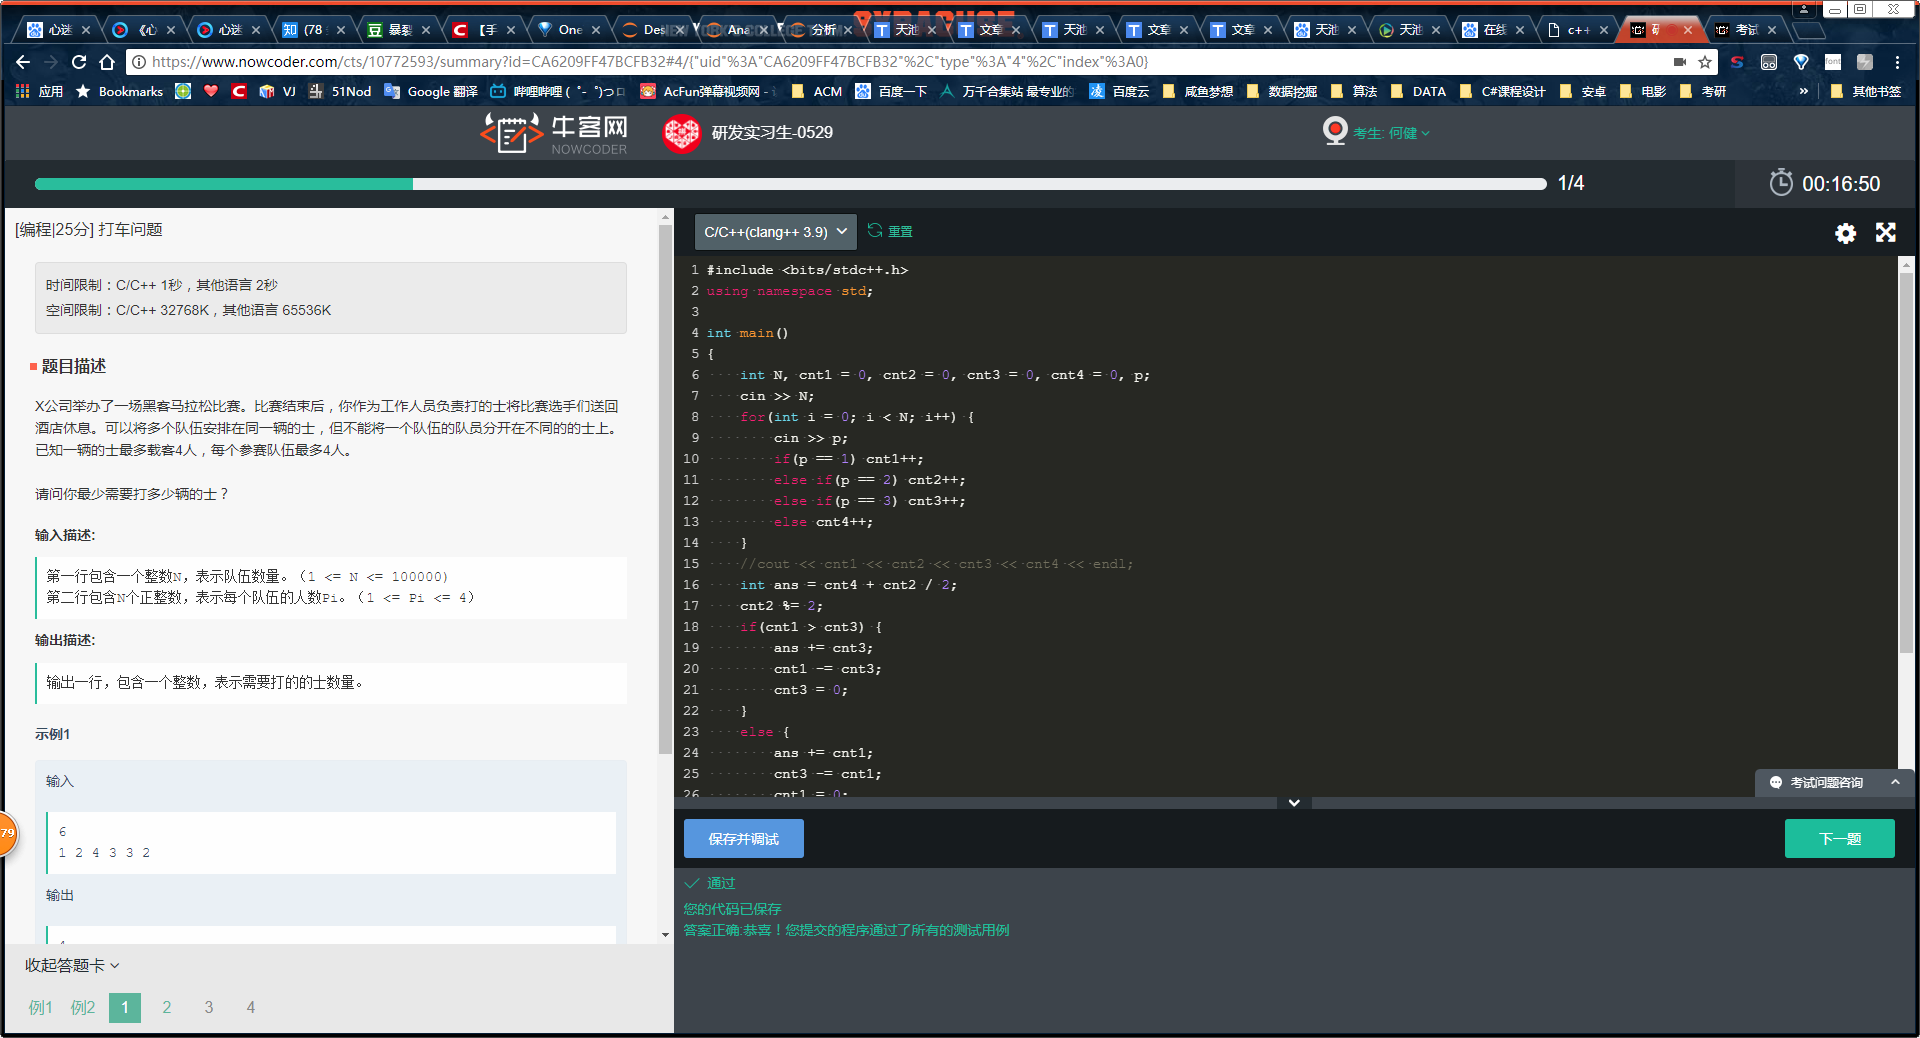 心迷
《心
心迷
(78
暴裂
【手
One
Des
Ana
分析
天池
文章
天池
文章
文章
天池
天池
在线
c++
考试
https://www.nowcoder.com/cts/10772593/summary?id=CA6209FF47BCFB32#4/{"uid"%3A"CA6209FF47BCFB32"%2C"type"%3A"4"%2C"index"%3A0}
应用 Bookmarks VJ 51Nod Google 翻译 哔哩哔哩 ( ゜- ゜)つロ AcFun弹幕视频网 - ACM 百度一下 万千合集站 最专业的 百度云 咸鱼梦想 数据挖掘 算法 DATA C#课程设计 安卓 电影 考研 » 其他书签
牛客网
NOWCODER
研发实习生-0529
考生: 何健
1/4
00:16:50
[编程|25分] 打车问题
时间限制：C/C++ 1秒，其他语言 2秒
空间限制：C/C++ 32768K，其他语言 65536K
题目描述
X公司举办了一场黑客马拉松比赛。比赛结束后，你作为工作人员负责打的士将比赛选手们送回
酒店休息。可以将多个队伍安排在同一辆的士，但不能将一个队伍的队员分开在不同的的士上。
已知一辆的士最多载客4人，每个参赛队伍最多4人。
请问你最少需要打多少辆的士？
输入描述:
第一行包含一个整数N，表示队伍数量。（1 <= N <= 100000)
第二行包含N个正整数，表示每个队伍的人数Pi。（1 <= Pi <= 4）
输出描述:
输出一行，包含一个整数，表示需要打的的士数量。
示例1
输入
6
1 2 4 3 3 2
输出
收起答题卡
例1 例2 1 2 3 4
C/C++(clang++ 3.9)
重置
1 #include <bits/stdc++.h>
2 using namespace std;
3
4 int main()
5 {
6     int N, cnt1 = 0, cnt2 = 0, cnt3 = 0, cnt4 = 0, p;
7     cin >> N;
8     for(int i = 0; i < N; i++) {
9         cin >> p;
10         if(p == 1) cnt1++;
11         else if(p == 2) cnt2++;
12         else if(p == 3) cnt3++;
13         else cnt4++;
14     }
15     //cout << cnt1 << cnt2 << cnt3 << cnt4 << endl;
16     int ans = cnt4 + cnt2 / 2;
17     cnt2 %= 2;
18     if(cnt1 > cnt3) {
19         ans += cnt3;
20         cnt1 -= cnt3;
21         cnt3 = 0;
22     }
23     else {
24         ans += cnt1;
25         cnt3 -= cnt1;
26         cnt1 = 0;
考试问题咨询
保存并调试
下一题
通过
您的代码已保存
答案正确:恭喜！您提交的程序通过了所有的测试用例
79